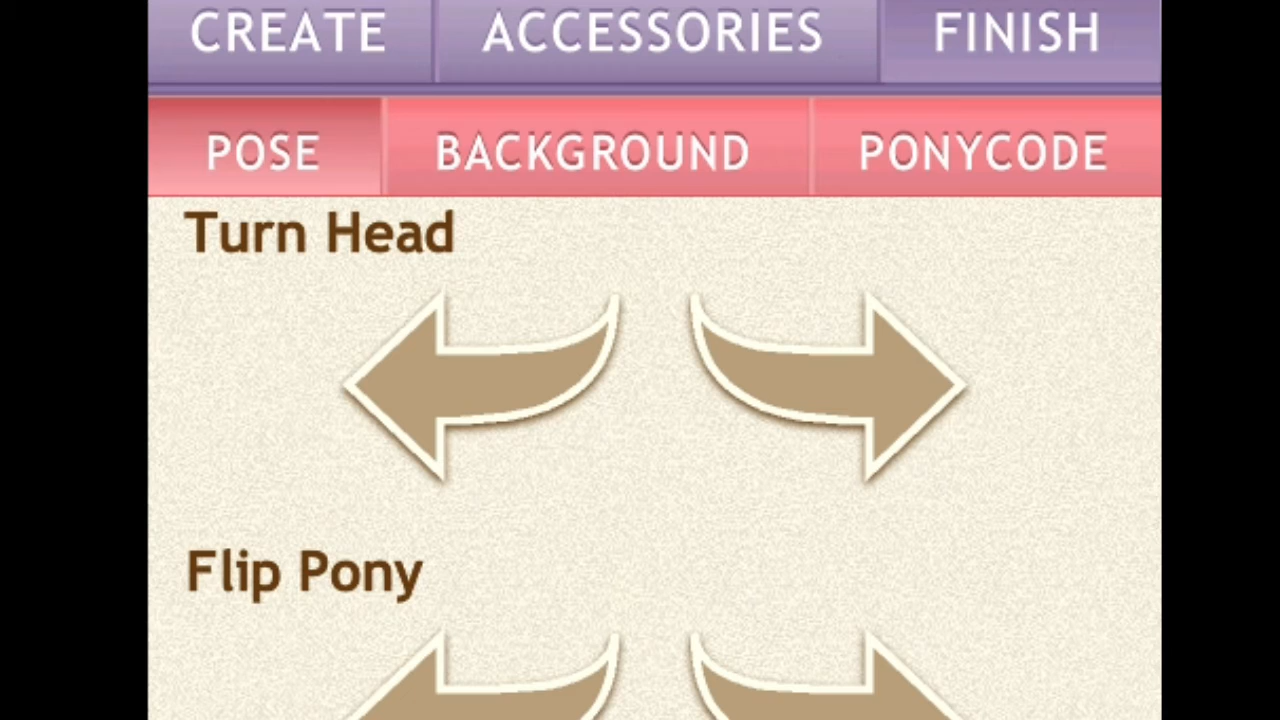 CREATE ACCESSORIES FINISH
POSE BACKGROUND PONYCODE
Turn Head
Flip Pony